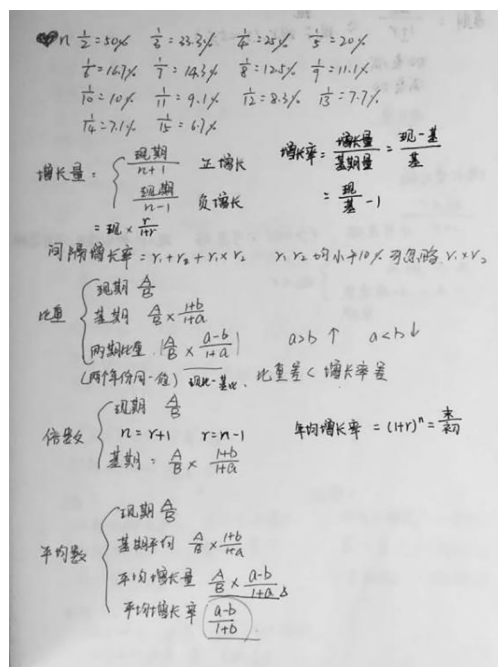 n 1/2=50% 1/3=33.3% 1/4=25% 1/5=20%
1/6=16.7% 1/7=14.3% 1/8=12.5% 1/9=11.1%
1/10=10% 1/11=9.1% 1/12=8.3% 1/13=7.7%
1/14=7.1% 1/15=6.7%
增长量= { 现期/(n+1) 正增长
现期/(n-1) 负增长
=现×r/(1+r)
增长率=增长量/基期量=(现-基)/基
=现/基-1
间隔增长率=r₁+r₂+r₁×r₂ r₁ r₂均小于10%可忽略r₁×r₂
比重 { 现期 A/B
基期 A/B×(1+b)/(1+a)
两期比重 |A/B×(a-b)/(1+a)| a>b↑ a<b↓
(两个年份同一值) 现比-基比. 比重差<增长率差
倍数 { 现期 A/B
n=r+1 r=n-1
基期=A/B×(1+b)/(1+a)
年均增长率=(1+r)ⁿ=末/初
平均数 { 现期 A/B
基期平均 A/B×(1+b)/(1+a)
平均增长量 A/B×(a-b)/(1+a)
平均增长率 (a-b)/(1+b)